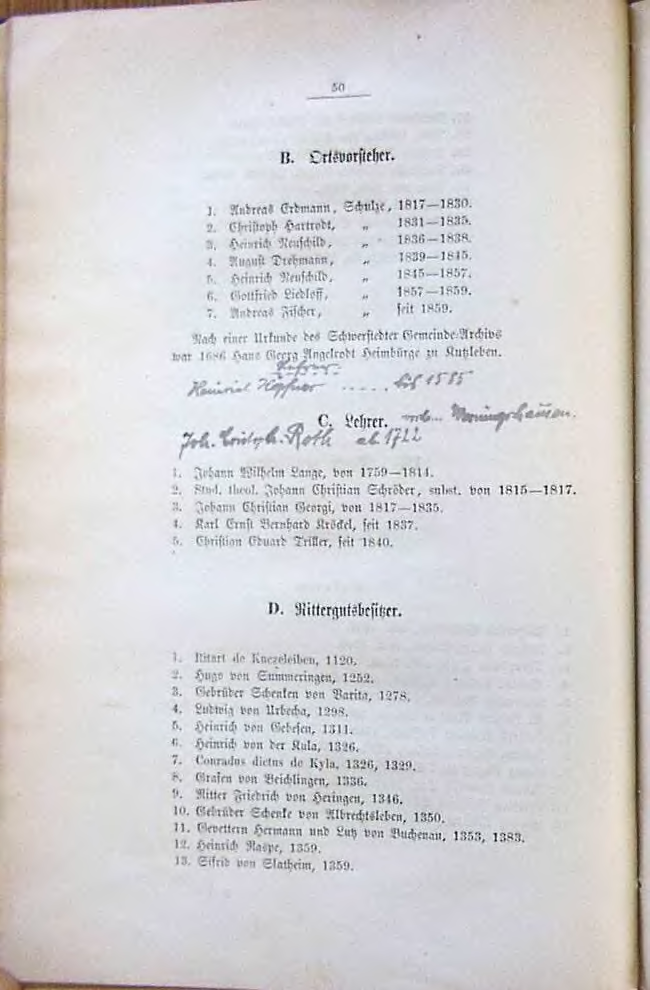 50
B. Ortsvorsteher.
1. Andreas Erdmann, Schulze, 1817—1830.
2. Christoph Hartrodt, „ 1831—1835.
3. Heinrich Neuschild, „ 1836—1838.
4. August Drehmann, „ 1839—1845.
5. Heinrich Neuschild, „ 1845—1857.
6. Gottfried Liebloff, „ 1857—1859.
7. Andreas Fischer, „ seit 1859.
Nach einer Urkunde des Schwerstedter Gemeinde-Archivs
war 1686 Hans Georg Angelrodt Heimbürge zu Kutzleben.
Heinrich Höpfner ..... bis 1585
C. Lehrer.
Joh. Christoph. Roth ab 1722
1. Johann Wilhelm Lange, von 1759—1814.
2. Stud. theol. Johann Christian Schröder, subst. von 1815—1817.
3. Johann Christian Georgi, von 1817—1835.
4. Karl Ernst Bernhard Kröckel, seit 1837.
5. Christian Eduard Triller, seit 1840.
D. Rittergutsbesitzer.
1. de Kuczeleiben, 1120.
2. Hugo von Summeringen, 1252.
3. Gebrüder Schenken von Varila, 1278.
4. Ludwig von Urbecha, 1298.
5. Heinrich von Gebesen, 1311.
6. Heinrich von der Kula, 1326.
7. Conradus dictus de Kyla, 1326, 1329.
8. Grafen von Beichlingen, 1336.
9. Ritter Friedrich von Heringen, 1346.
10. Gebrüder Schenke von Albrechtsleben, 1350.
11. Gevettern Hermann und Lutz von Buchenau, 1353, 1383.
12. Heinrich Raspe, 1359.
13. Sifrid von Slatheim, 1359.